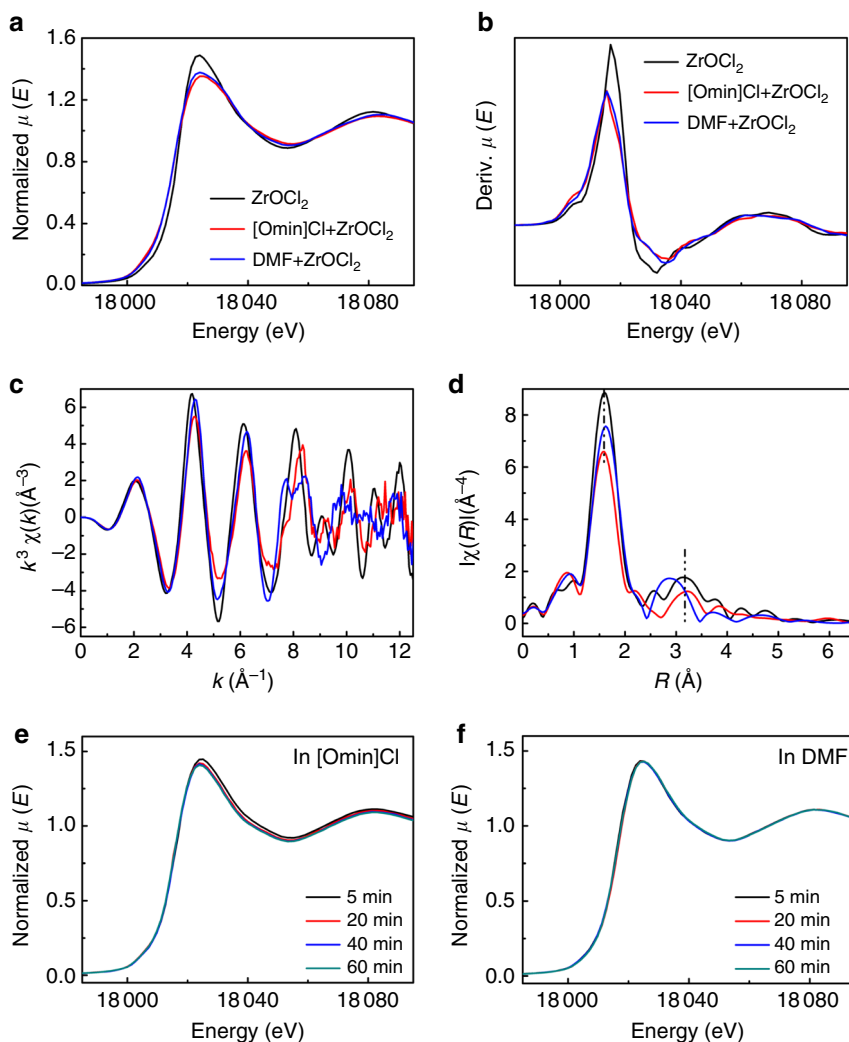 a
Normalized μ (E)
1.6
1.2
0.8
0.4
0.0
ZrOCl₂
[Omin]Cl+ZrOCl₂
DMF+ZrOCl₂
18 000 18 040 18 080
Energy (eV)
b
Deriv. μ (E)
ZrOCl₂
[Omin]Cl+ZrOCl₂
DMF+ZrOCl₂
18 000 18 040 18 080
Energy (eV)
c
k³ χ(k)(Å⁻³)
6
4
2
0
−2
−4
−6
0 2 4 6 8 10 12
k (Å⁻¹)
d
|χ(R)|(Å⁻⁴)
8
6
4
2
0
0 1 2 3 4 5 6
R (Å)
e
Normalized μ (E)
In [Omin]Cl
1.5
1.0
0.5
0.0
5 min
20 min
40 min
60 min
18 000 18 040 18 080
Energy (eV)
f
Normalized μ (E)
In DMF
1.5
1.0
0.5
0.0
5 min
20 min
40 min
60 min
18 000 18 040 18 080
Energy (eV)